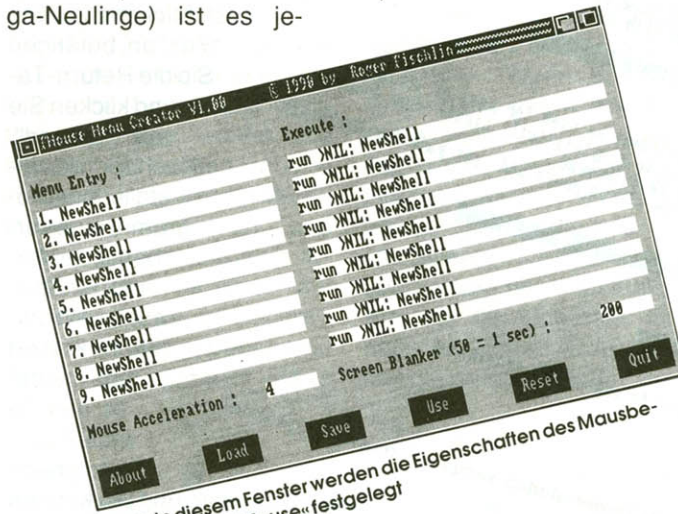 ga-Neulinge) ist es je-
Mouse Menu Creator V1.00 © 1990 by Roger Fischlin
Menu Entry :
1. NewShell
2. NewShell
3. NewShell
4. NewShell
5. NewShell
6. NewShell
7. NewShell
8. NewShell
9. NewShell
Execute :
run >NIL: NewShell
run >NIL: NewShell
run >NIL: NewShell
run >NIL: NewShell
run >NIL: NewShell
run >NIL: NewShell
run >NIL: NewShell
run >NIL: NewShell
run >NIL: NewShell
Mouse Acceleration : 4 Screen Blanker (50 = 1 sec) : 200
About Load Save Use Reset Quit
diesem Fenster werden die Eigenschaften des Mausbe-
festgelegt